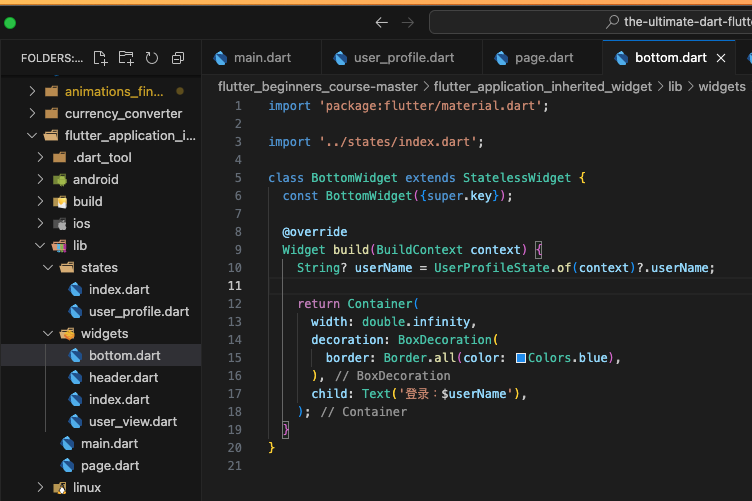 the-ultimate-dart-flutt
FOLDERS:...
main.dart
user_profile.dart
page.dart
bottom.dart
flutter_beginners_course-master > flutter_application_inherited_widget > lib > widgets
animations_fin...
currency_converter
flutter_application_i...
.dart_tool
android
build
ios
lib
states
index.dart
user_profile.dart
widgets
bottom.dart
header.dart
index.dart
user_view.dart
main.dart
page.dart
linux
1 import 'package:flutter/material.dart';
2
3 import '../states/index.dart';
4
5 class BottomWidget extends StatelessWidget {
6 const BottomWidget({super.key});
7
8 @override
9 Widget build(BuildContext context) {
10 String? userName = UserProfileState.of(context)?.userName;
11
12 return Container(
13 width: double.infinity,
14 decoration: BoxDecoration(
15 border: Border.all(color: Colors.blue),
16 ), // BoxDecoration
17 child: Text('登录：$userName'),
18 ); // Container
19 }
20 }
21